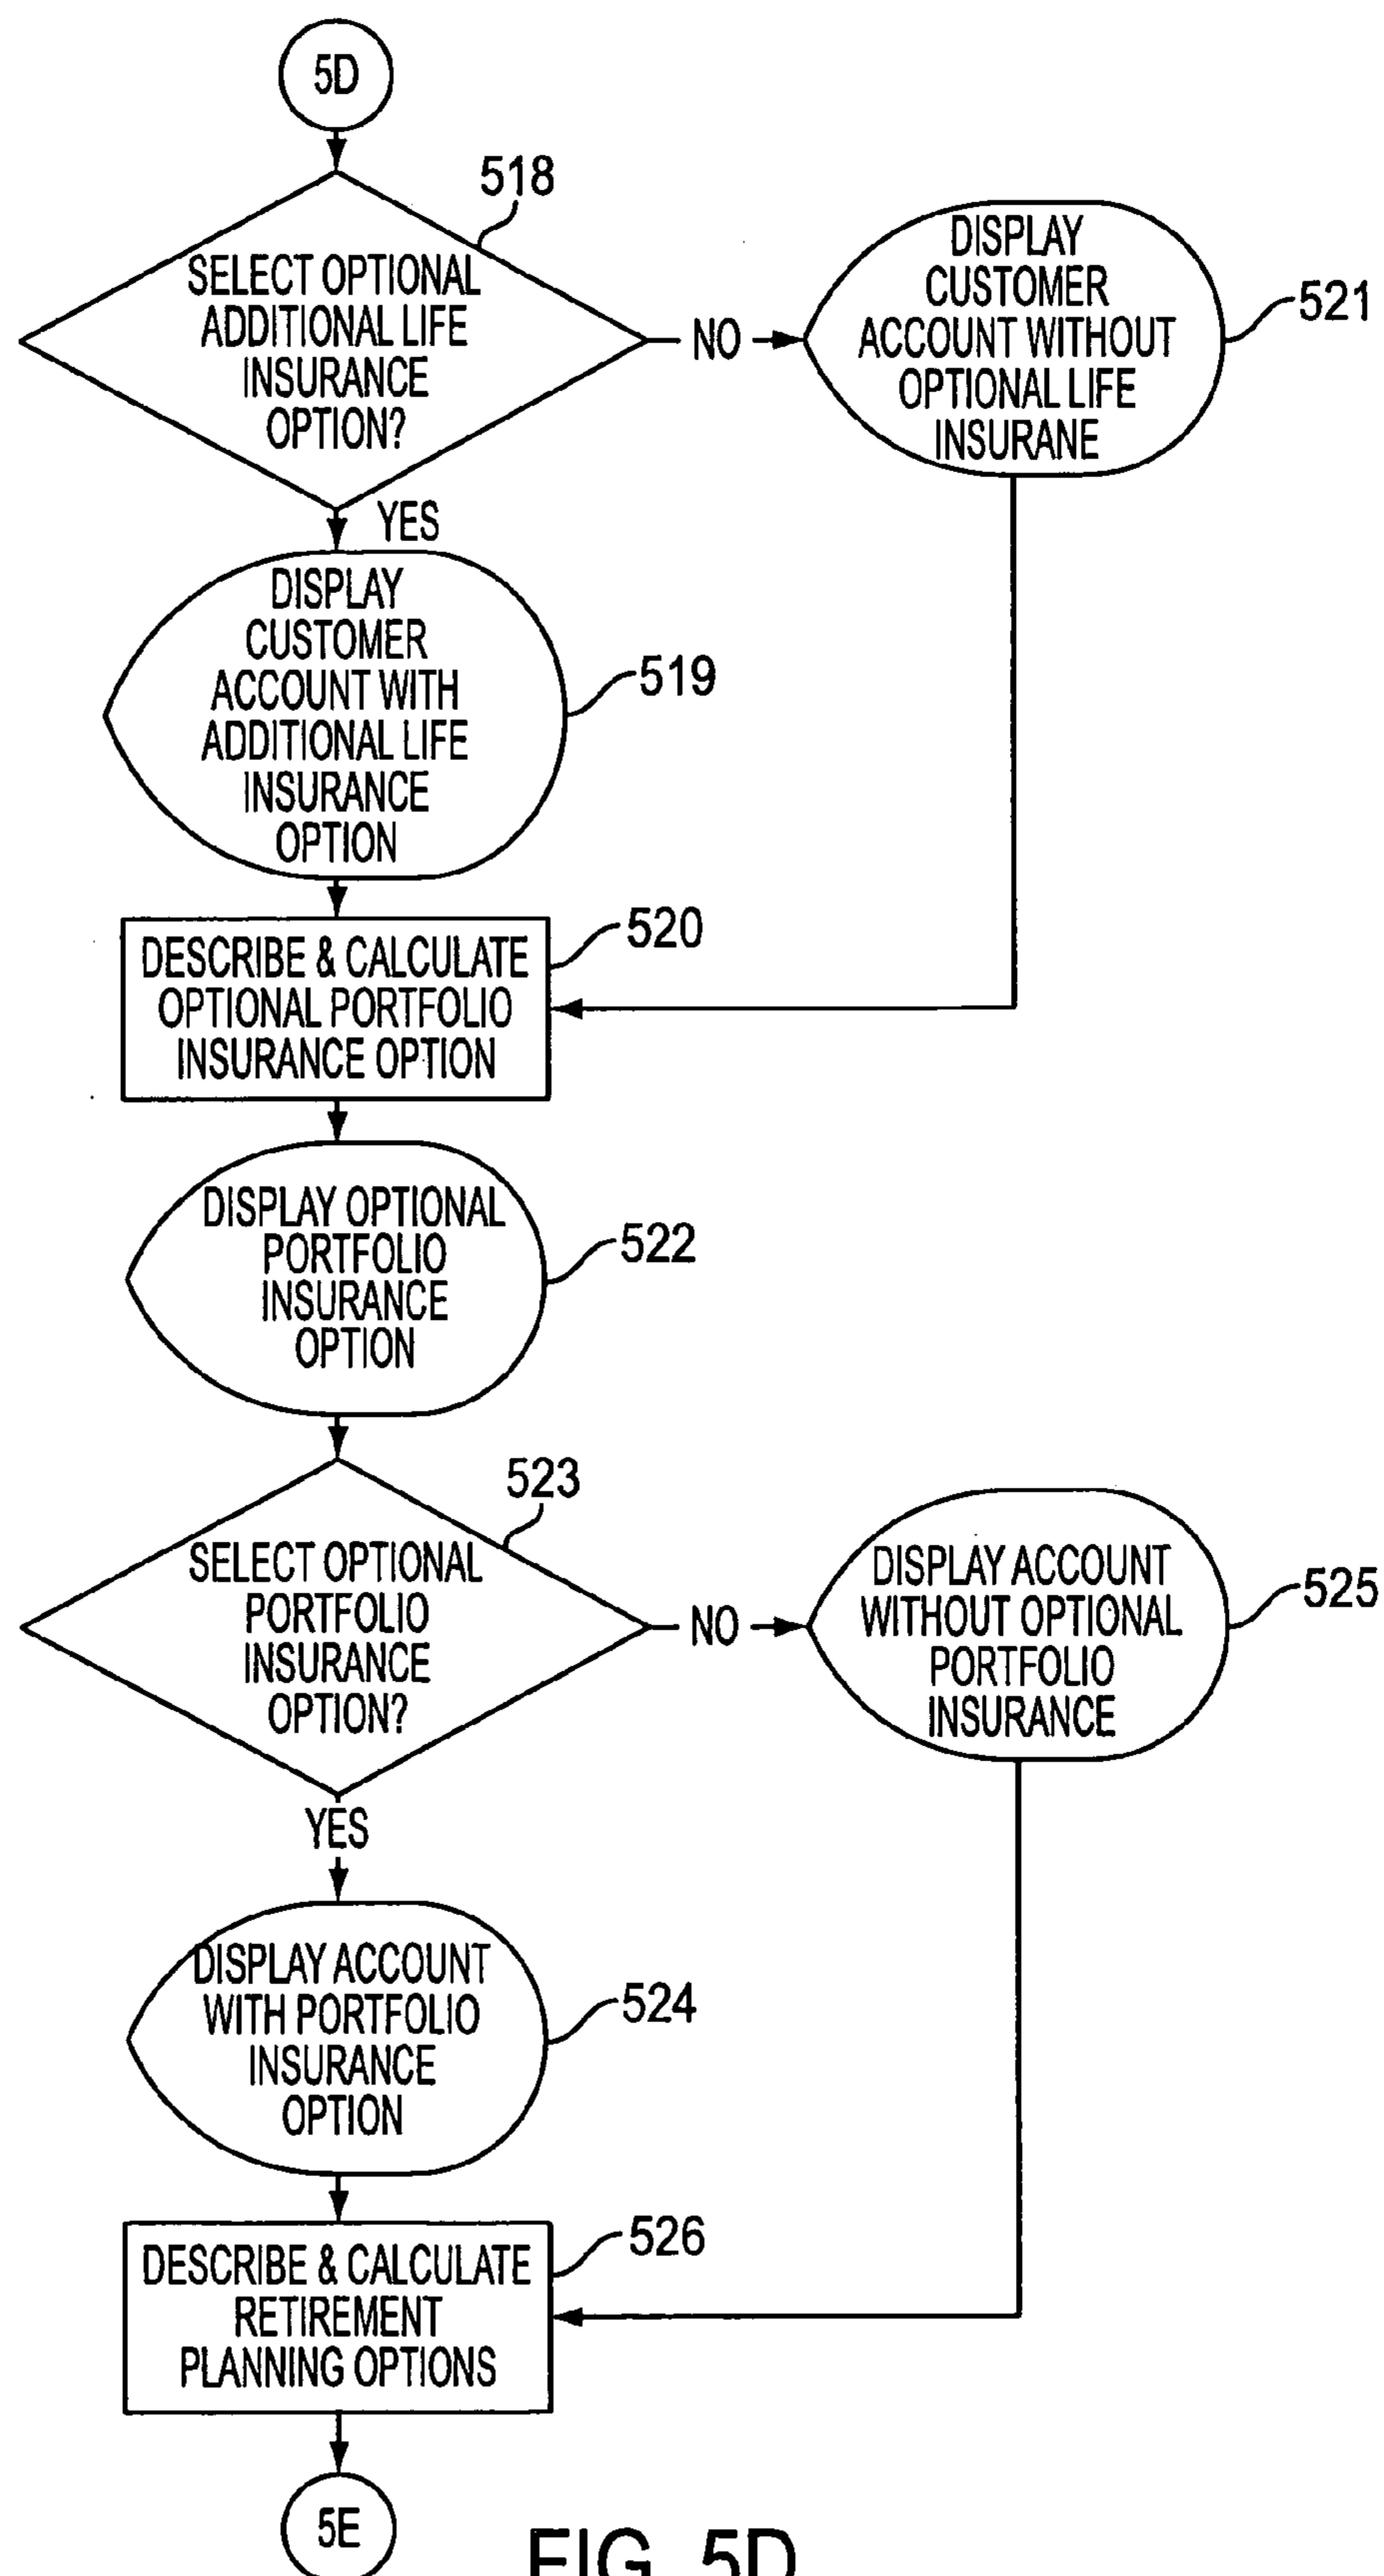 5D
518
SELECT OPTIONAL
ADDITIONAL LIFE
INSURANCE
OPTION?
NO
DISPLAY
CUSTOMER
ACCOUNT WITHOUT
OPTIONAL LIFE
INSURANE
521
YES
DISPLAY
CUSTOMER
ACCOUNT WITH
ADDITIONAL LIFE
INSURANCE
OPTION
519
DESCRIBE & CALCULATE
OPTIONAL PORTFOLIO
INSURANCE OPTION
520
DISPLAY OPTIONAL
PORTFOLIO
INSURANCE
OPTION
522
523
SELECT OPTIONAL
PORTFOLIO
INSURANCE
OPTION?
NO
DISPLAY ACCOUNT
WITHOUT OPTIONAL
PORTFOLIO
INSURANCE
525
YES
DISPLAY ACCOUNT
WITH PORTFOLIO
INSURANCE
OPTION
524
DESCRIBE & CALCULATE
RETIREMENT
PLANNING OPTIONS
526
5E
FIG. 5D